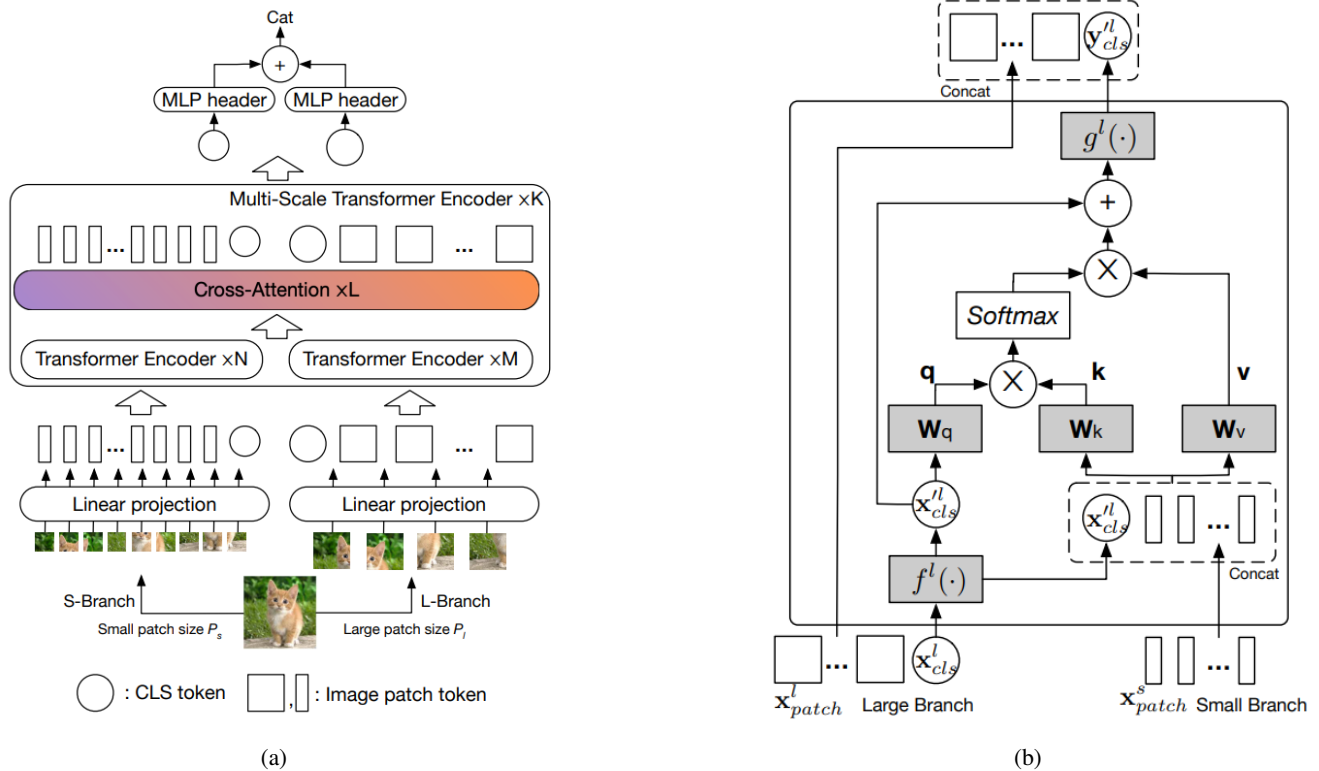 Cat
+
MLP header
MLP header
Multi-Scale Transformer Encoder ×K
...
...
Cross-Attention ×L
Transformer Encoder ×N
Transformer Encoder ×M
...
...
Linear projection
Linear projection
S-Branch
L-Branch
Small patch size P_s
Large patch size P_l
: CLS token
, : Image patch token
(a)
...
y'^l_cls
Concat
g^l(·)
+
X
Softmax
q
X
k
v
W_q
W_k
W_v
x'^l_cls
x'^l_cls
...
Concat
f^l(·)
...
x^l_cls
...
x^l_patch
Large Branch
x^s_patch
Small Branch
(b)